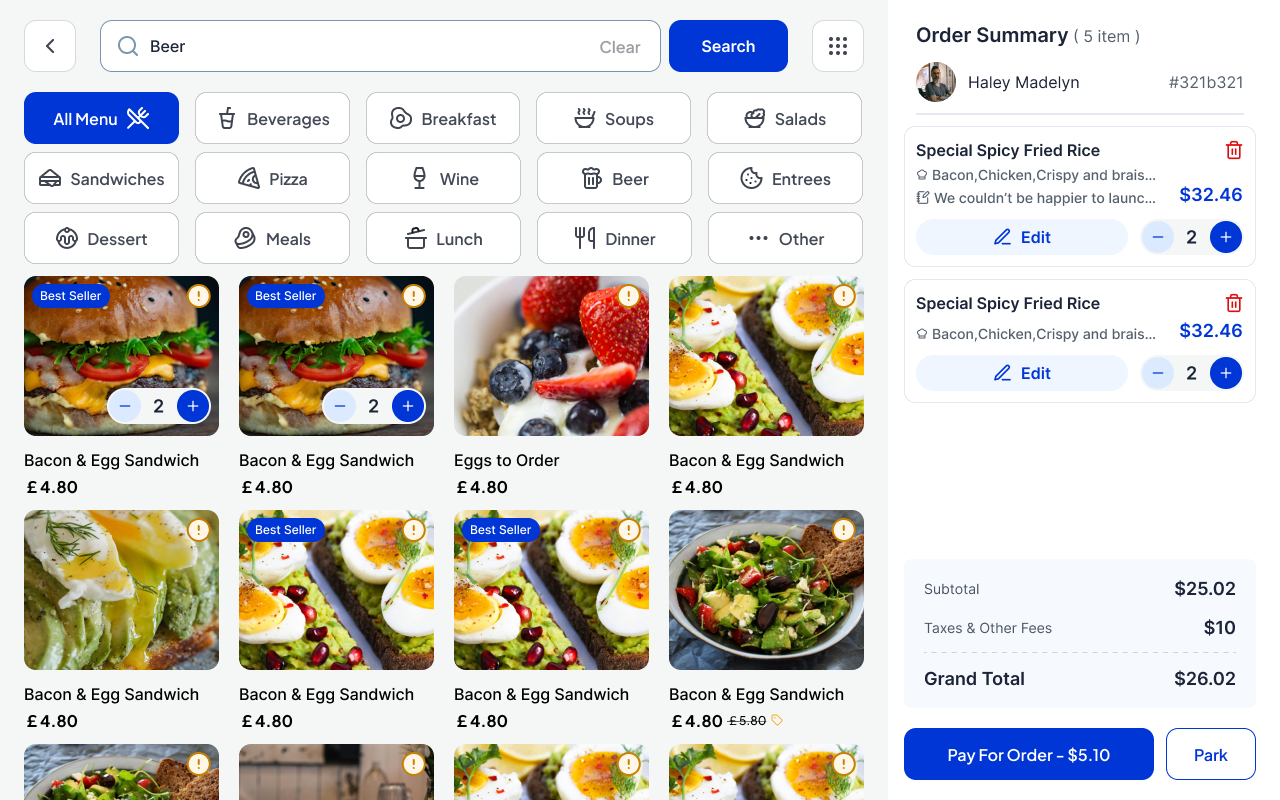 Beer
Clear
Search
All Menu
Beverages
Breakfast
Soups
Salads
Sandwiches
Pizza
Wine
Beer
Entrees
Dessert
Meals
Lunch
Dinner
Other
Best Seller
Best Seller
2
2
Bacon & Egg Sandwich
Bacon & Egg Sandwich
Eggs to Order
Bacon & Egg Sandwich
£4.80
£4.80
£4.80
£4.80
Best Seller
Best Seller
Bacon & Egg Sandwich
Bacon & Egg Sandwich
Bacon & Egg Sandwich
Bacon & Egg Sandwich
£4.80
£4.80
£4.80
£4.80 £5.80
Order Summary ( 5 item )
Haley Madelyn
#321b321
Special Spicy Fried Rice
Bacon,Chicken,Crispy and brais...
We couldn't be happier to launc...
$32.46
Edit
2
Special Spicy Fried Rice
Bacon,Chicken,Crispy and brais...
$32.46
Edit
2
Subtotal $25.02
Taxes & Other Fees $10
Grand Total $26.02
Pay For Order - $5.10
Park